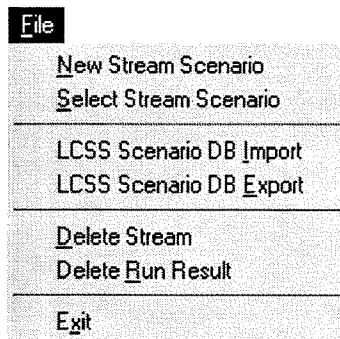 File
New Stream Scenario
Select Stream Scenario
LCSS Scenario DB Import
LCSS Scenario DB Export
Delete Stream
Delete Run Result
Exit